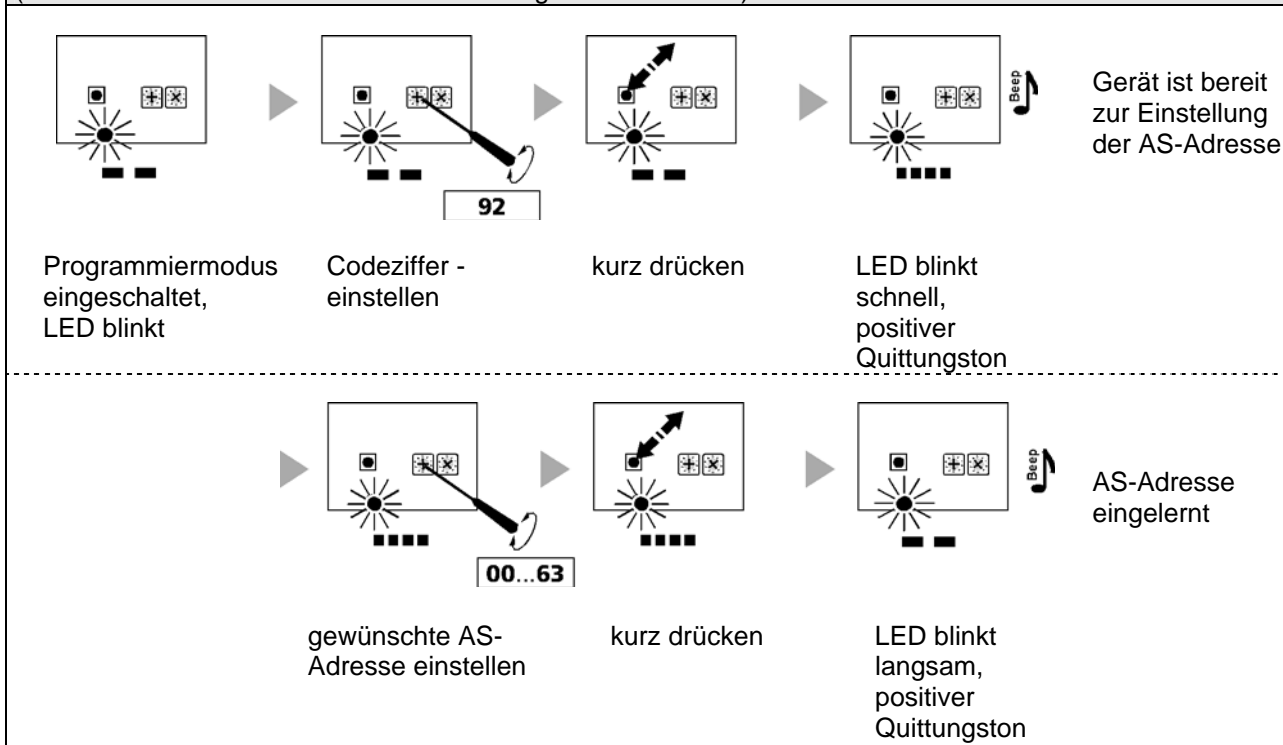 Beep
Gerät ist bereit
zur Einstellung
der AS-Adresse
92
Programmiermodus
eingeschaltet,
LED blinkt
Codeziffer -
einstellen
kurz drücken
LED blinkt
schnell,
positiver
Quittungston
Beep
AS-Adresse
eingelernt
00...63
gewünschte AS-
Adresse einstellen
kurz drücken
LED blinkt
langsam,
positiver
Quittungston